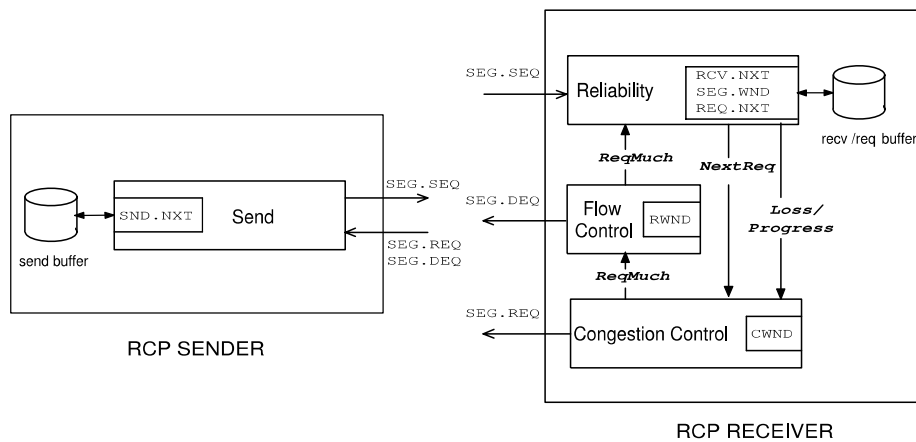 SND.NXT
Send
send buffer
SEG.SEQ
SEG.REQ
SEG.DEQ
RCP SENDER
SEG.SEQ
Reliability
RCV.NXT
SEG.WND
REQ.NXT
recv /req buffer
ReqMuch
NextReq
Loss/
Progress
SEG.DEQ
Flow
Control
RWND
ReqMuch
SEG.REQ
Congestion Control
CWND
RCP RECEIVER